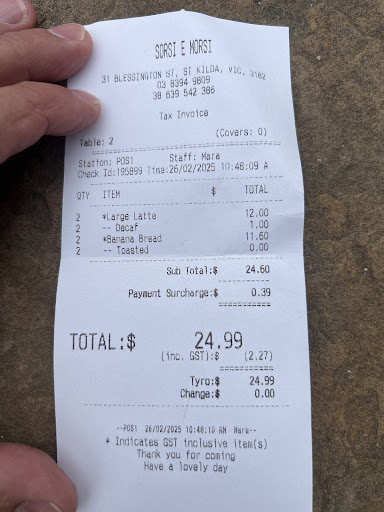 SORSI E MORSI
31 BLESSINGTON ST, ST KILDA, VIC, 3182
03 8394 9809
38 639 542 386
Tax Invoice
Table: 2 (Covers: 0)
Station: POS1 Staff: Mara
Check Id:195899 Time:26/02/2025 10:48:09 A
QTY ITEM $ TOTAL
2 *Large Latte 12.00
2 -- Decaf 1.00
2 *Banana Bread 11.60
2 -- Toasted 0.00
Sub Total:$ 24.60
Payment Surcharge:$ 0.39
TOTAL:$ 24.99
(inc. GST):$ (2.27)
Tyro:$ 24.99
Change:$ 0.00
--POS1 26/02/2025 10:48:10 AM Mara--
* Indicates GST inclusive item(s)
Thank you for coming
Have a lovely day